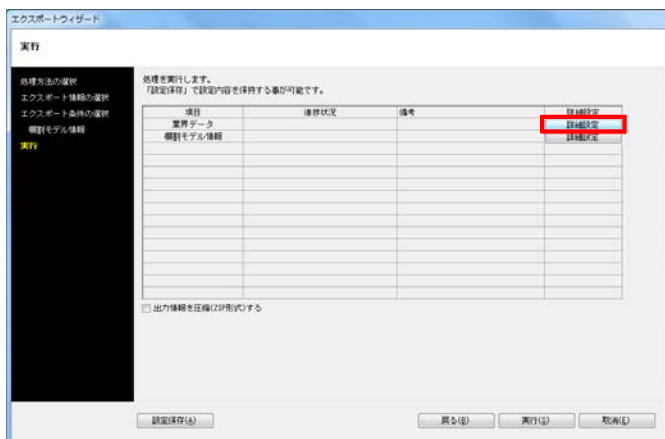 エクスポートウィザード
実行
処理方法の選択
エクスポート情報の選択
エクスポート条件の選択
棚割モデル情報
実行
処理を実行します。
「設定保存」で設定内容を保持する事が可能です。
項目 進捗状況 備考 詳細設定
業界データ 詳細設定
棚割モデル情報 詳細設定
出力情報を圧縮(ZIP形式)する
設定保存(A) 戻る(B) 実行(S) 取消(E)